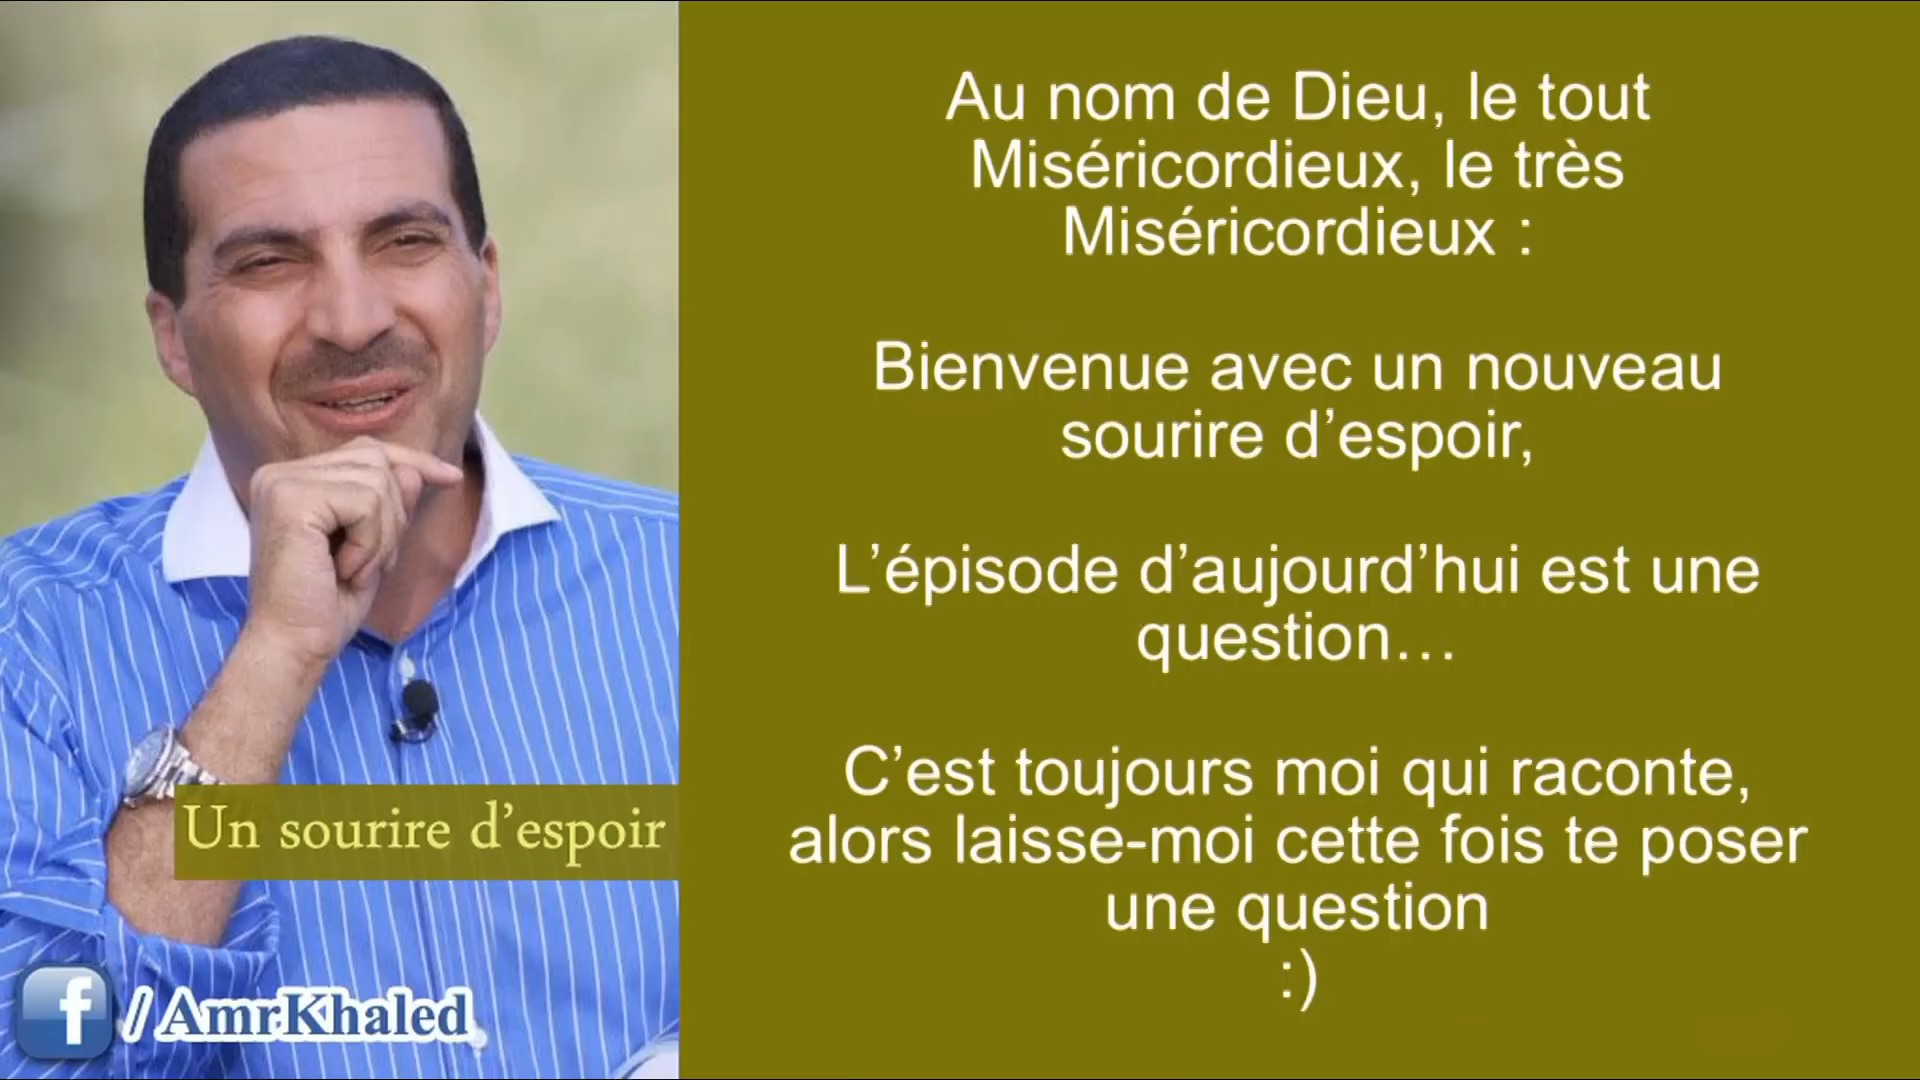 Au nom de Dieu, le tout
Miséricordieux, le très
Miséricordieux :
Bienvenue avec un nouveau
sourire d’espoir,
L’épisode d’aujourd’hui est une
question…
C’est toujours moi qui raconte,
alors laisse-moi cette fois te poser
une question
:)
Un sourire d’espoir
f /AmrKhaled